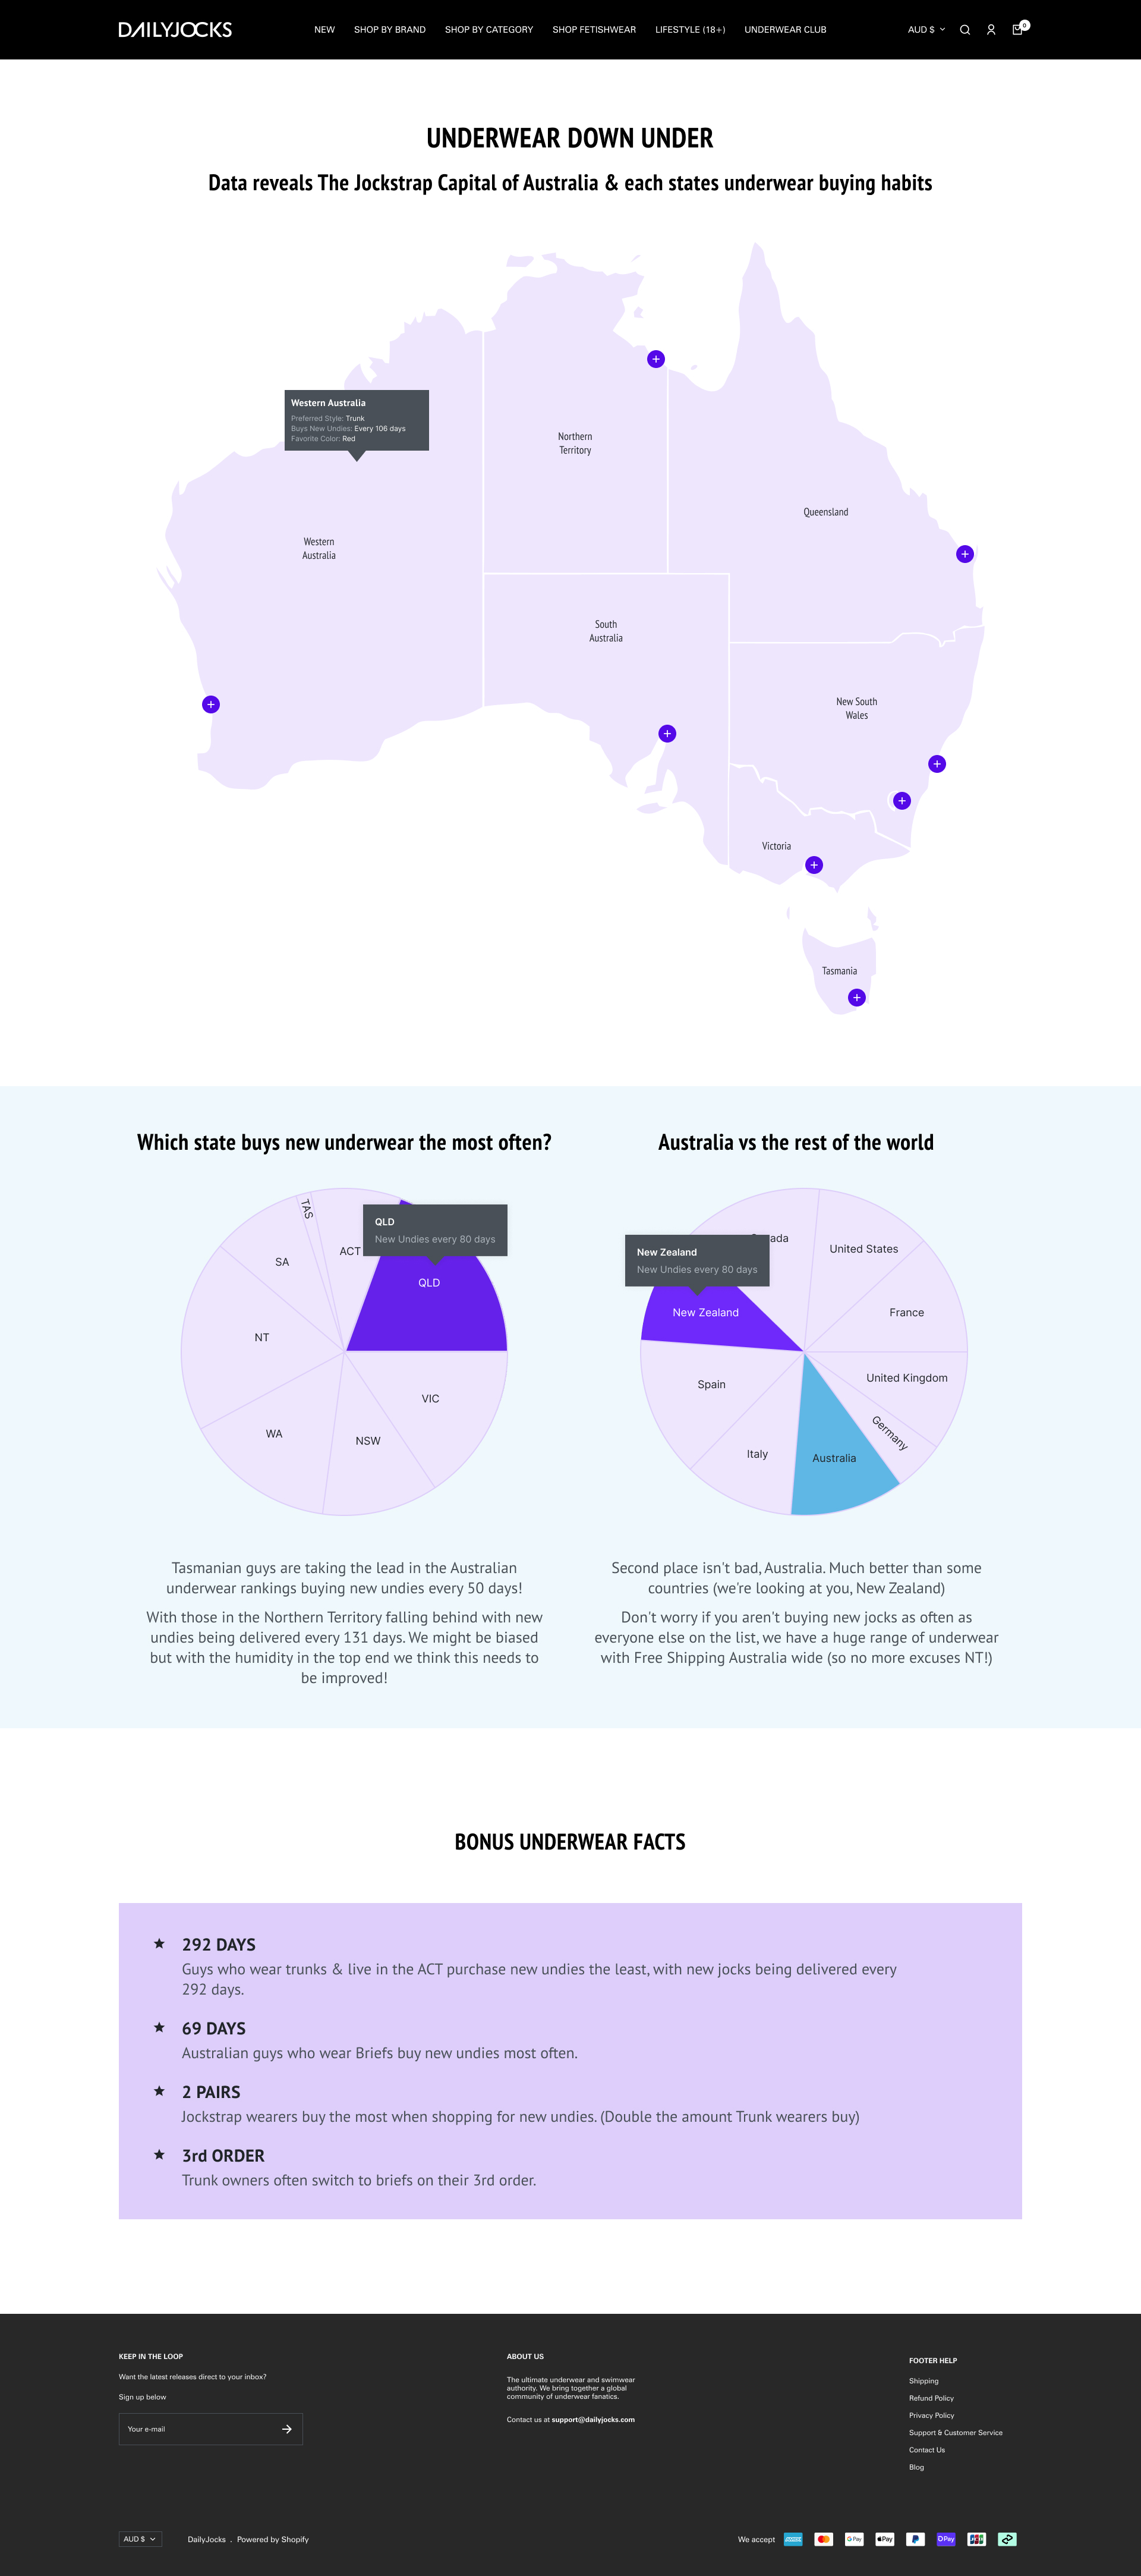 DAILYJOCKS
NEW SHOP BY BRAND SHOP BY CATEGORY SHOP FETISHWEAR LIFESTYLE (18+) UNDERWEAR CLUB
AUD $
0
UNDERWEAR DOWN UNDER
Data reveals The Jockstrap Capital of Australia & each states underwear buying habits
Western Australia
Preferred Style: Trunk
Buys New Undies: Every 106 days
Favorite Color: Red
Northern
Territory
Queensland
Western
Australia
South
Australia
New South
Wales
Victoria
Tasmania
Which state buys new underwear the most often?
TAS
ACT
QLD
New Undies every 80 days
QLD
SA
NT
VIC
WA
NSW
Australia vs the rest of the world
ada
United States
New Zealand
New Undies every 80 days
New Zealand
France
United Kingdom
Spain
Germany
Italy
Australia
Tasmanian guys are taking the lead in the Australian
underwear rankings buying new undies every 50 days!
With those in the Northern Territory falling behind with new
undies being delivered every 131 days. We might be biased
but with the humidity in the top end we think this needs to
be improved!
Second place isn't bad, Australia. Much better than some
countries (we're looking at you, New Zealand)
Don't worry if you aren't buying new jocks as often as
everyone else on the list, we have a huge range of underwear
with Free Shipping Australia wide (so no more excuses NT!)
BONUS UNDERWEAR FACTS
292 DAYS
Guys who wear trunks & live in the ACT purchase new undies the least, with new jocks being delivered every
292 days.
69 DAYS
Australian guys who wear Briefs buy new undies most often.
2 PAIRS
Jockstrap wearers buy the most when shopping for new undies. (Double the amount Trunk wearers buy)
3rd ORDER
Trunk owners often switch to briefs on their 3rd order.
KEEP IN THE LOOP
Want the latest releases direct to your inbox?
Sign up below
Your e-mail
ABOUT US
The ultimate underwear and swimwear
authority. We bring together a global
community of underwear fanatics.
Contact us at support@dailyjocks.com
FOOTER HELP
Shipping
Refund Policy
Privacy Policy
Support & Customer Service
Contact Us
Blog
AUD $
DailyJocks . Powered by Shopify
We accept
G Pay
Pay
Pay
JCB